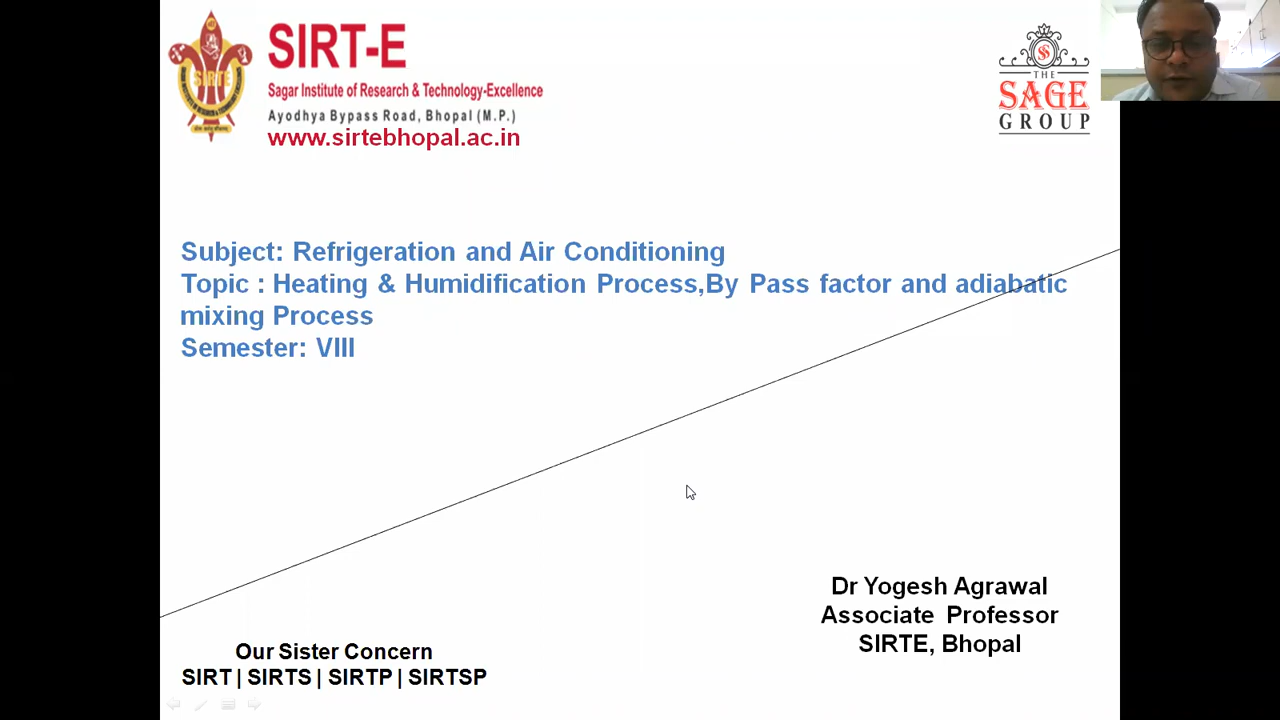 SIRT-E
Sagar Institute of Research & Technology-Excellence
Ayodhya Bypass Road, Bhopal (M.P.)
www.sirtebhopal.ac.in
THE
SAGE
GROUP
Subject: Refrigeration and Air Conditioning
Topic : Heating & Humidification Process,By Pass factor and adiabatic
mixing Process
Semester: VIII
Dr Yogesh Agrawal
Associate Professor
SIRTE, Bhopal
Our Sister Concern
SIRT | SIRTS | SIRTP | SIRTSP